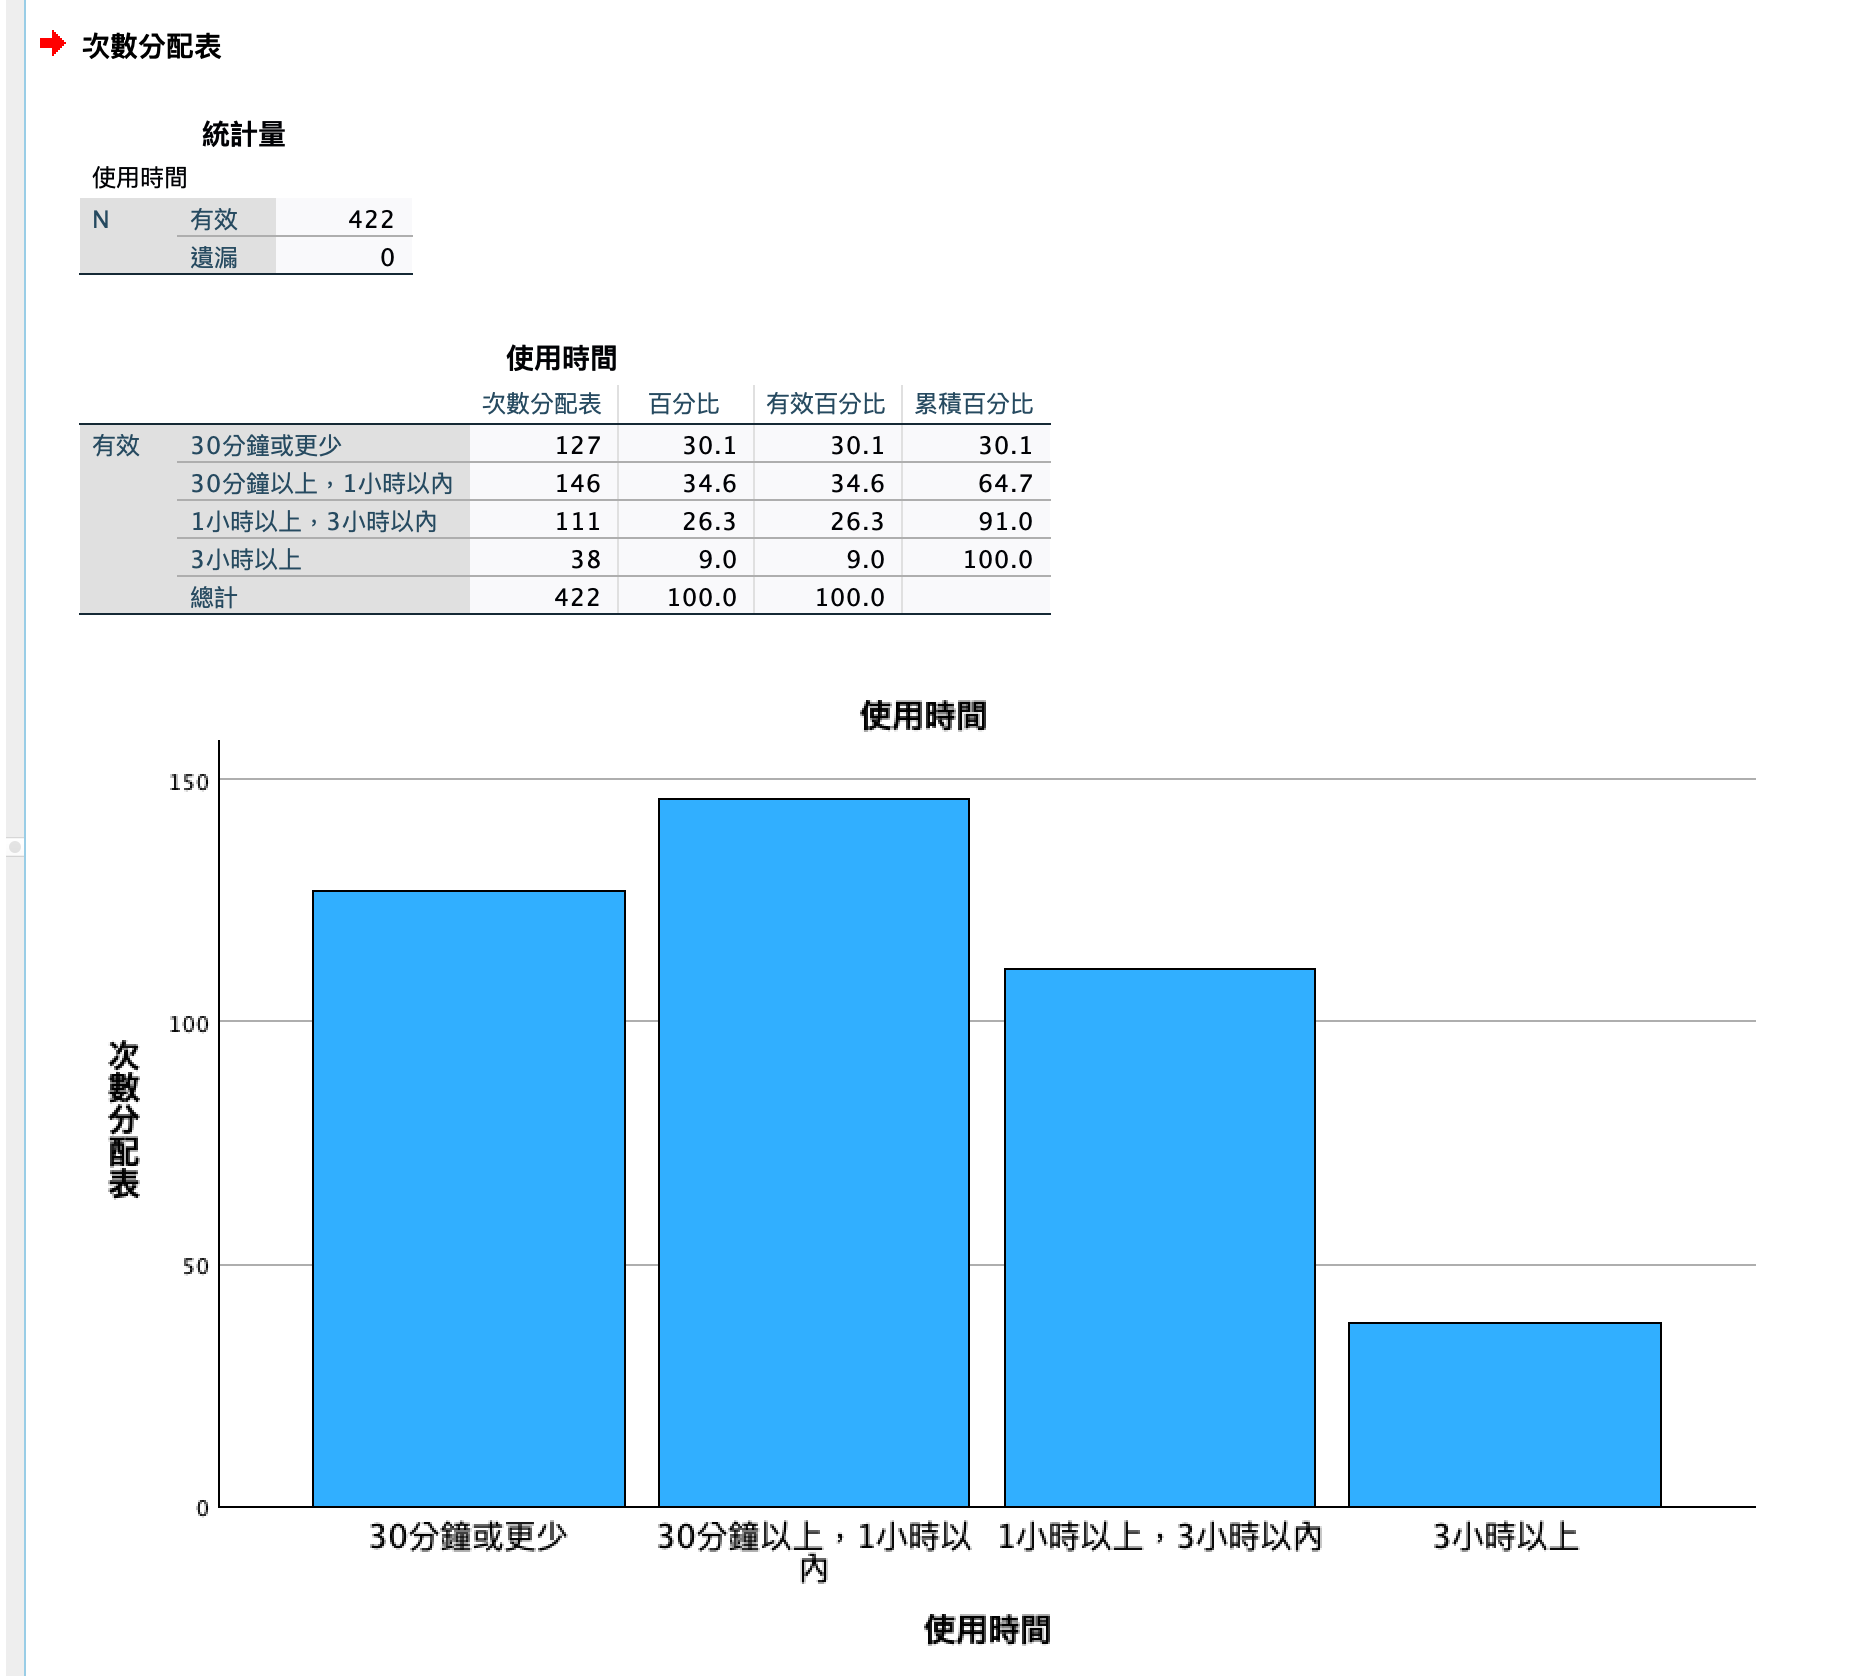 次數分配表
統計量
使用時間
N 有效 422
遺漏 0
使用時間
次數分配表 百分比 有效百分比 累積百分比
有效 30分鐘或更少 127 30.1 30.1 30.1
30分鐘以上，1小時以內 146 34.6 34.6 64.7
1小時以上，3小時以內 111 26.3 26.3 91.0
3小時以上 38 9.0 9.0 100.0
總計 422 100.0 100.0
使用時間
150
100
50
0
次數分配表
30分鐘或更少
30分鐘以上，1小時以
內
1小時以上，3小時以內
3小時以上
使用時間